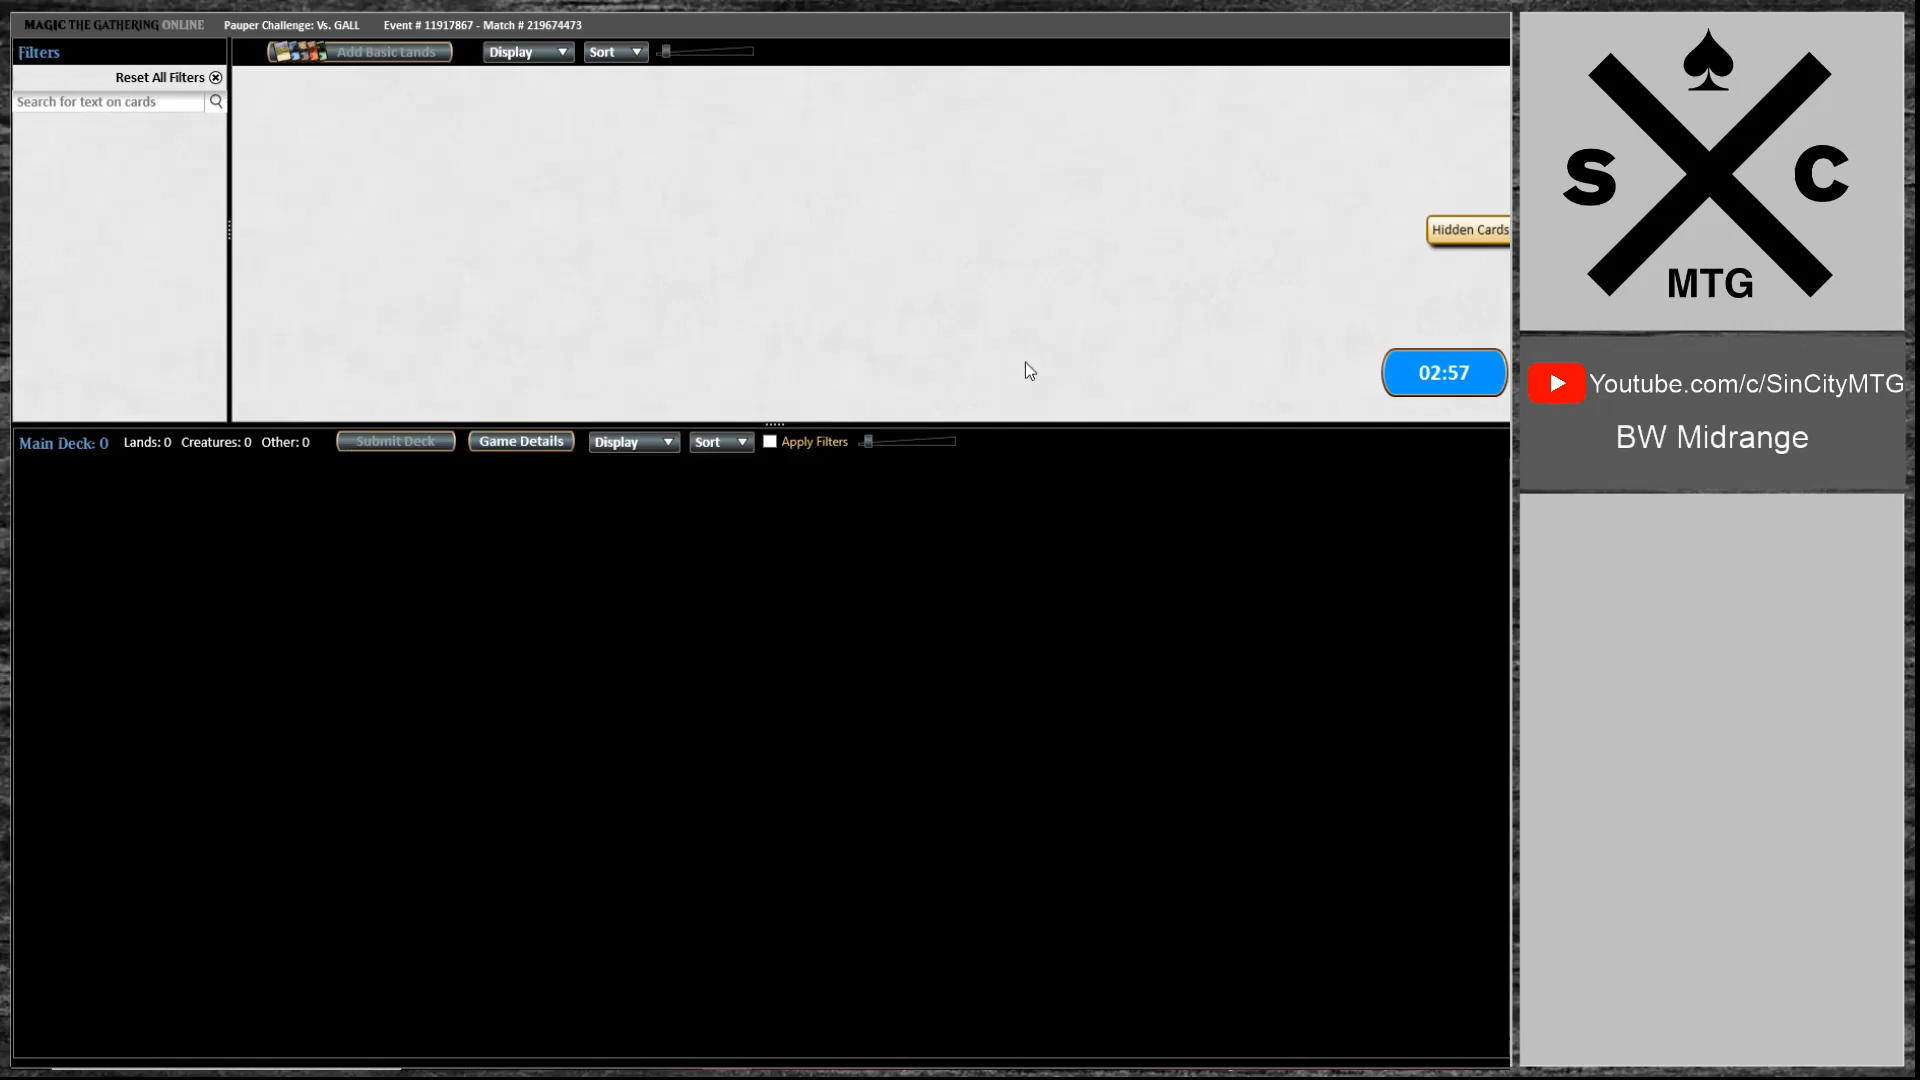 MAGIC THE GATHERING ONLINE Pauper Challenge: Vs. GALL Event # 11917867 - Match # 219674473
Filters
Add Basic Lands Display Sort
Reset All Filters
Search for text on cards
Hidden Cards
02:57
Main Deck: 0 Lands: 0 Creatures: 0 Other: 0 Submit Deck Game Details Display Sort Apply Filters
S C
MTG
Youtube.com/c/SinCityMTG
BW Midrange